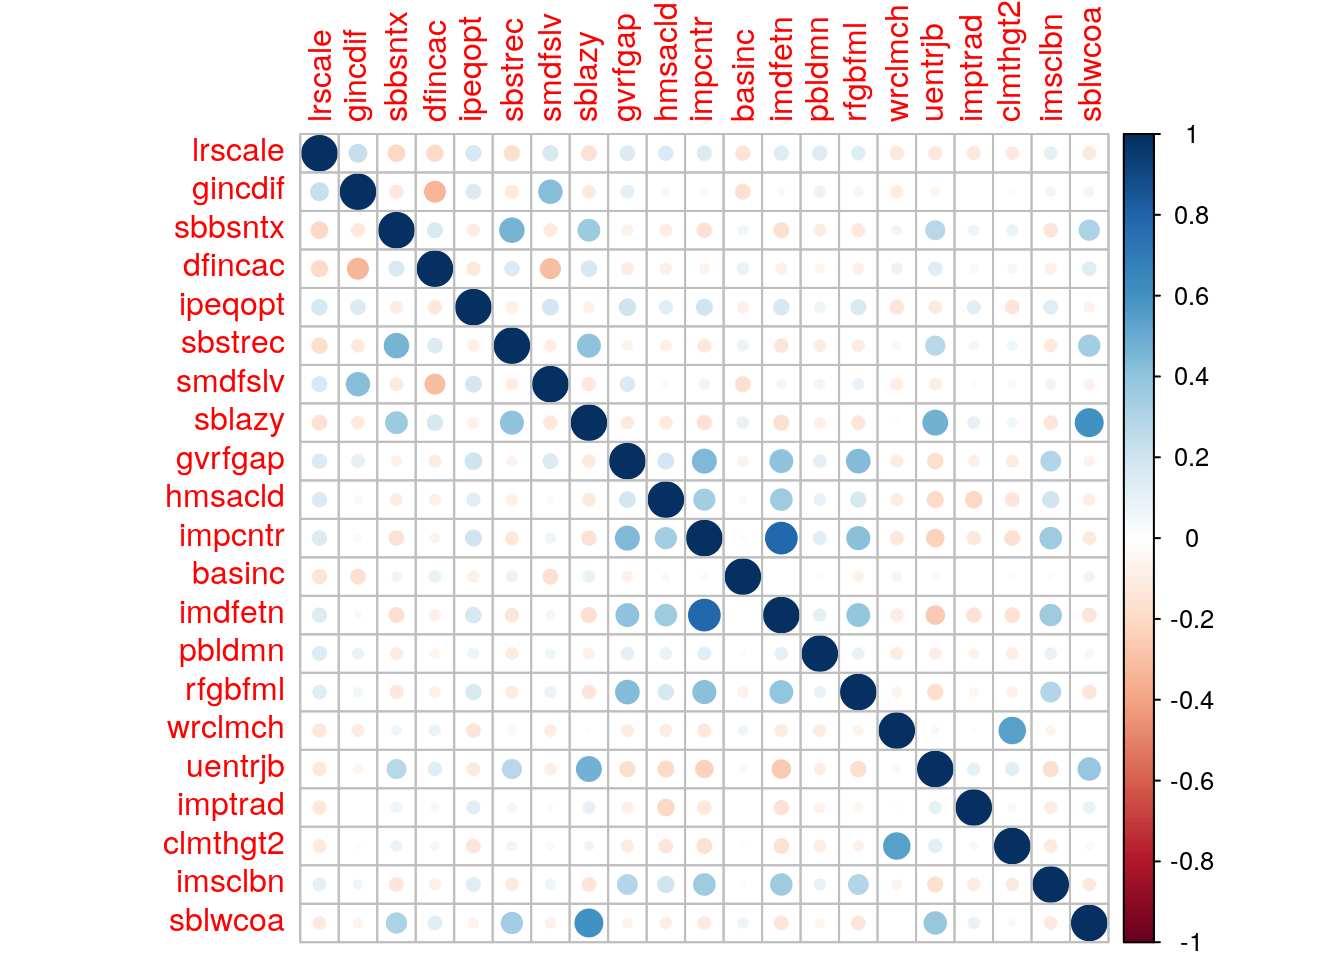 lrscale
gincdif
sbbsntx
dfincac
ipeqopt
sbstrec
smdfslv
sblazy
gvrfgap
hmsacld
impcntr
basinc
imdfetn
pbldmn
rfgbfml
wrclmch
uentrjb
imptrad
clmthgt2
imsclbn
sblwcoa
lrscale
gincdif
sbbsntx
dfincac
ipeqopt
sbstrec
smdfslv
sblazy
gvrfgap
hmsacld
impcntr
basinc
imdfetn
pbldmn
rfgbfml
wrclmch
uentrjb
imptrad
clmthgt2
imsclbn
sblwcoa
1
0.8
0.6
0.4
0.2
0
-0.2
-0.4
-0.6
-0.8
-1